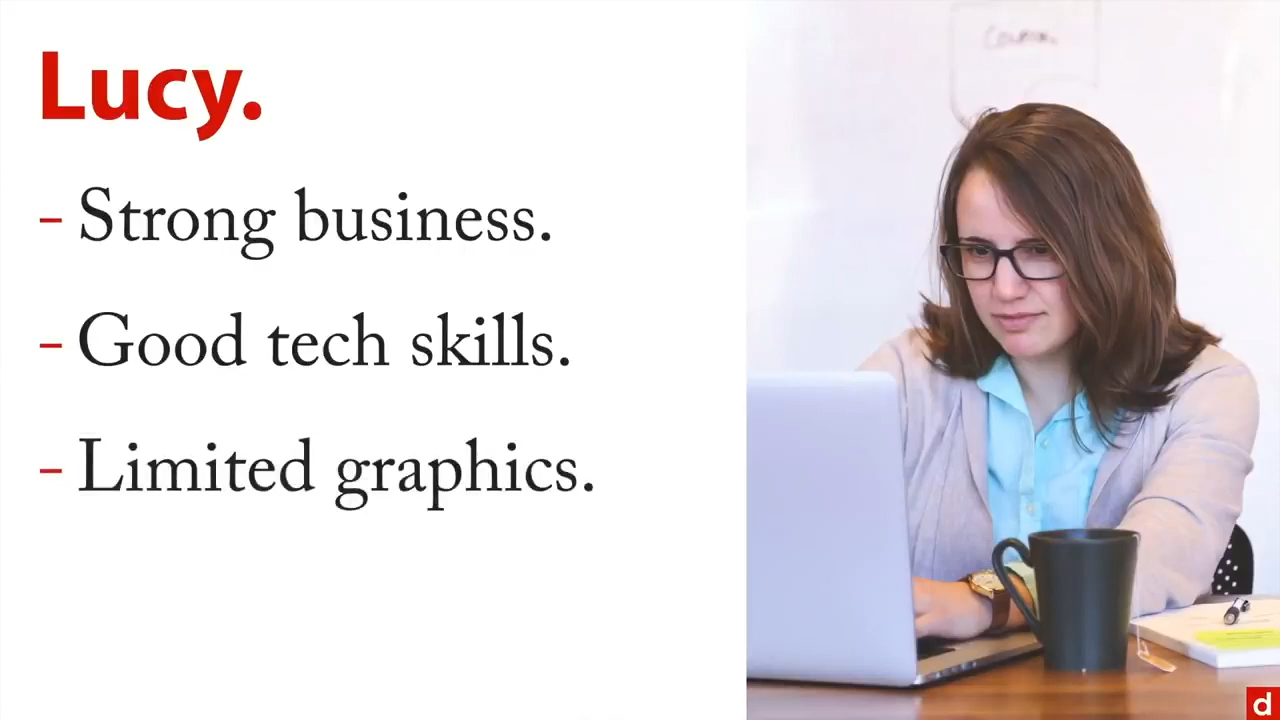 Lucy.
- Strong business.
- Good tech skills.
- Limited graphics.
d